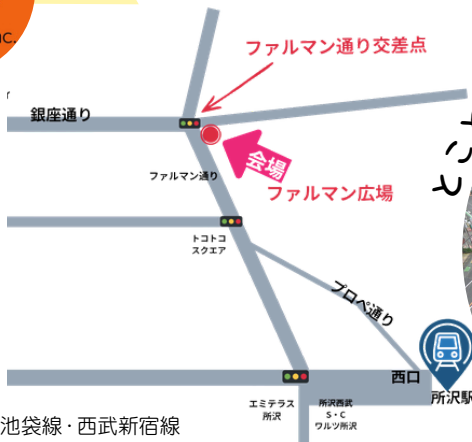 nc.
ファルマン通り交差点
銀座通り
会場
ファルマン通り
ファルマン広場
トコトコ
スクエア
プロペ通り
西口
所沢駅
エミテラス
所沢
所沢西武
S・C
ワルツ所沢
池袋線・西武新宿線